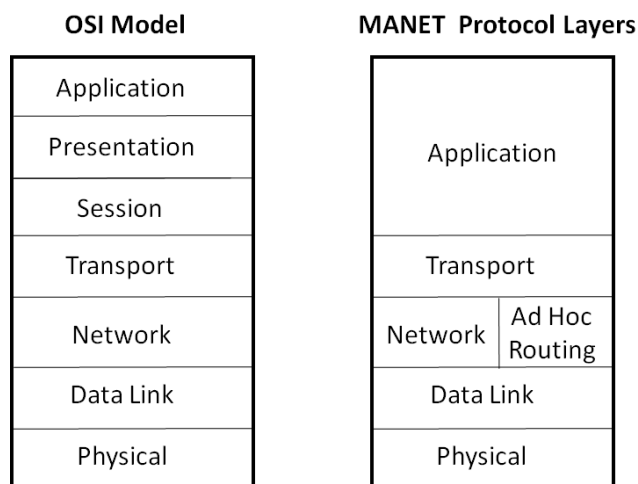 OSI Model
Application
Presentation
Session
Transport
Network
Data Link
Physical
MANET Protocol Layers
Application
Transport
Network
Ad Hoc
Routing
Data Link
Physical